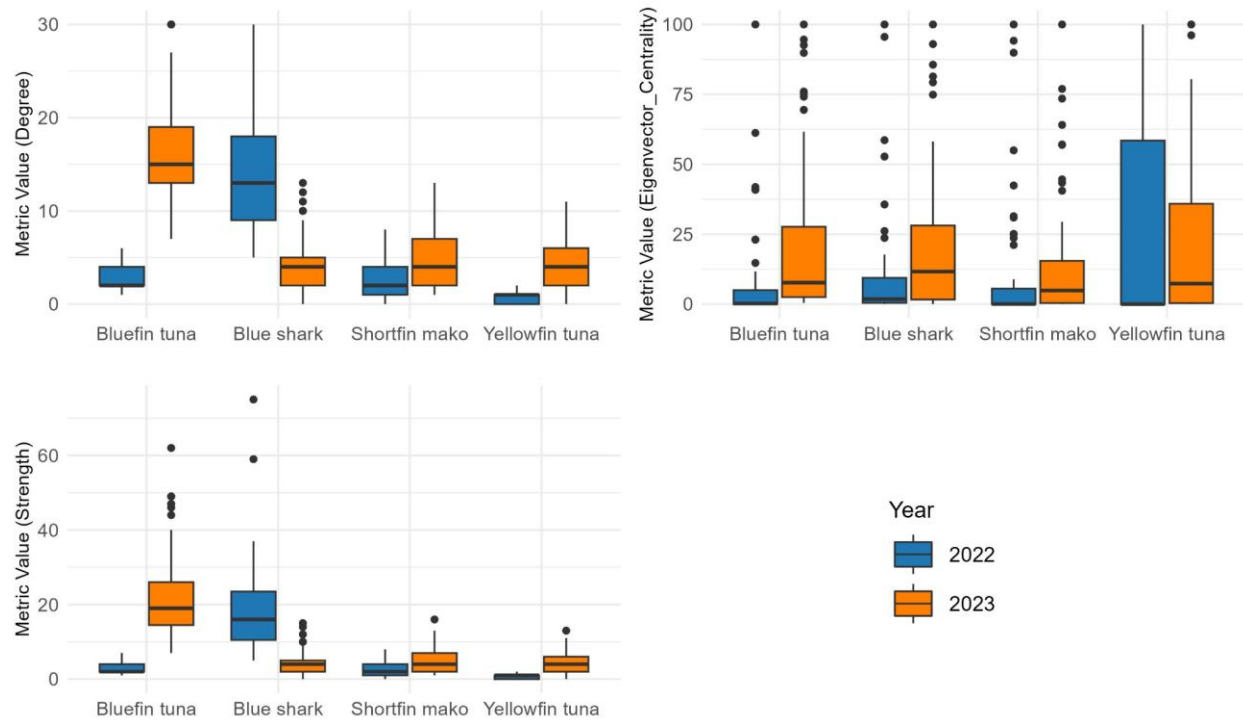 Metric Value (Degree)
30
20
10
0
Bluefin tuna Blue shark Shortfin mako Yellowfin tuna
Metric Value (Eigenvector_Centrality)
100
75
50
25
0
Bluefin tuna Blue shark Shortfin mako Yellowfin tuna
Metric Value (Strength)
60
40
20
0
Bluefin tuna Blue shark Shortfin mako Yellowfin tuna
Year
2022
2023